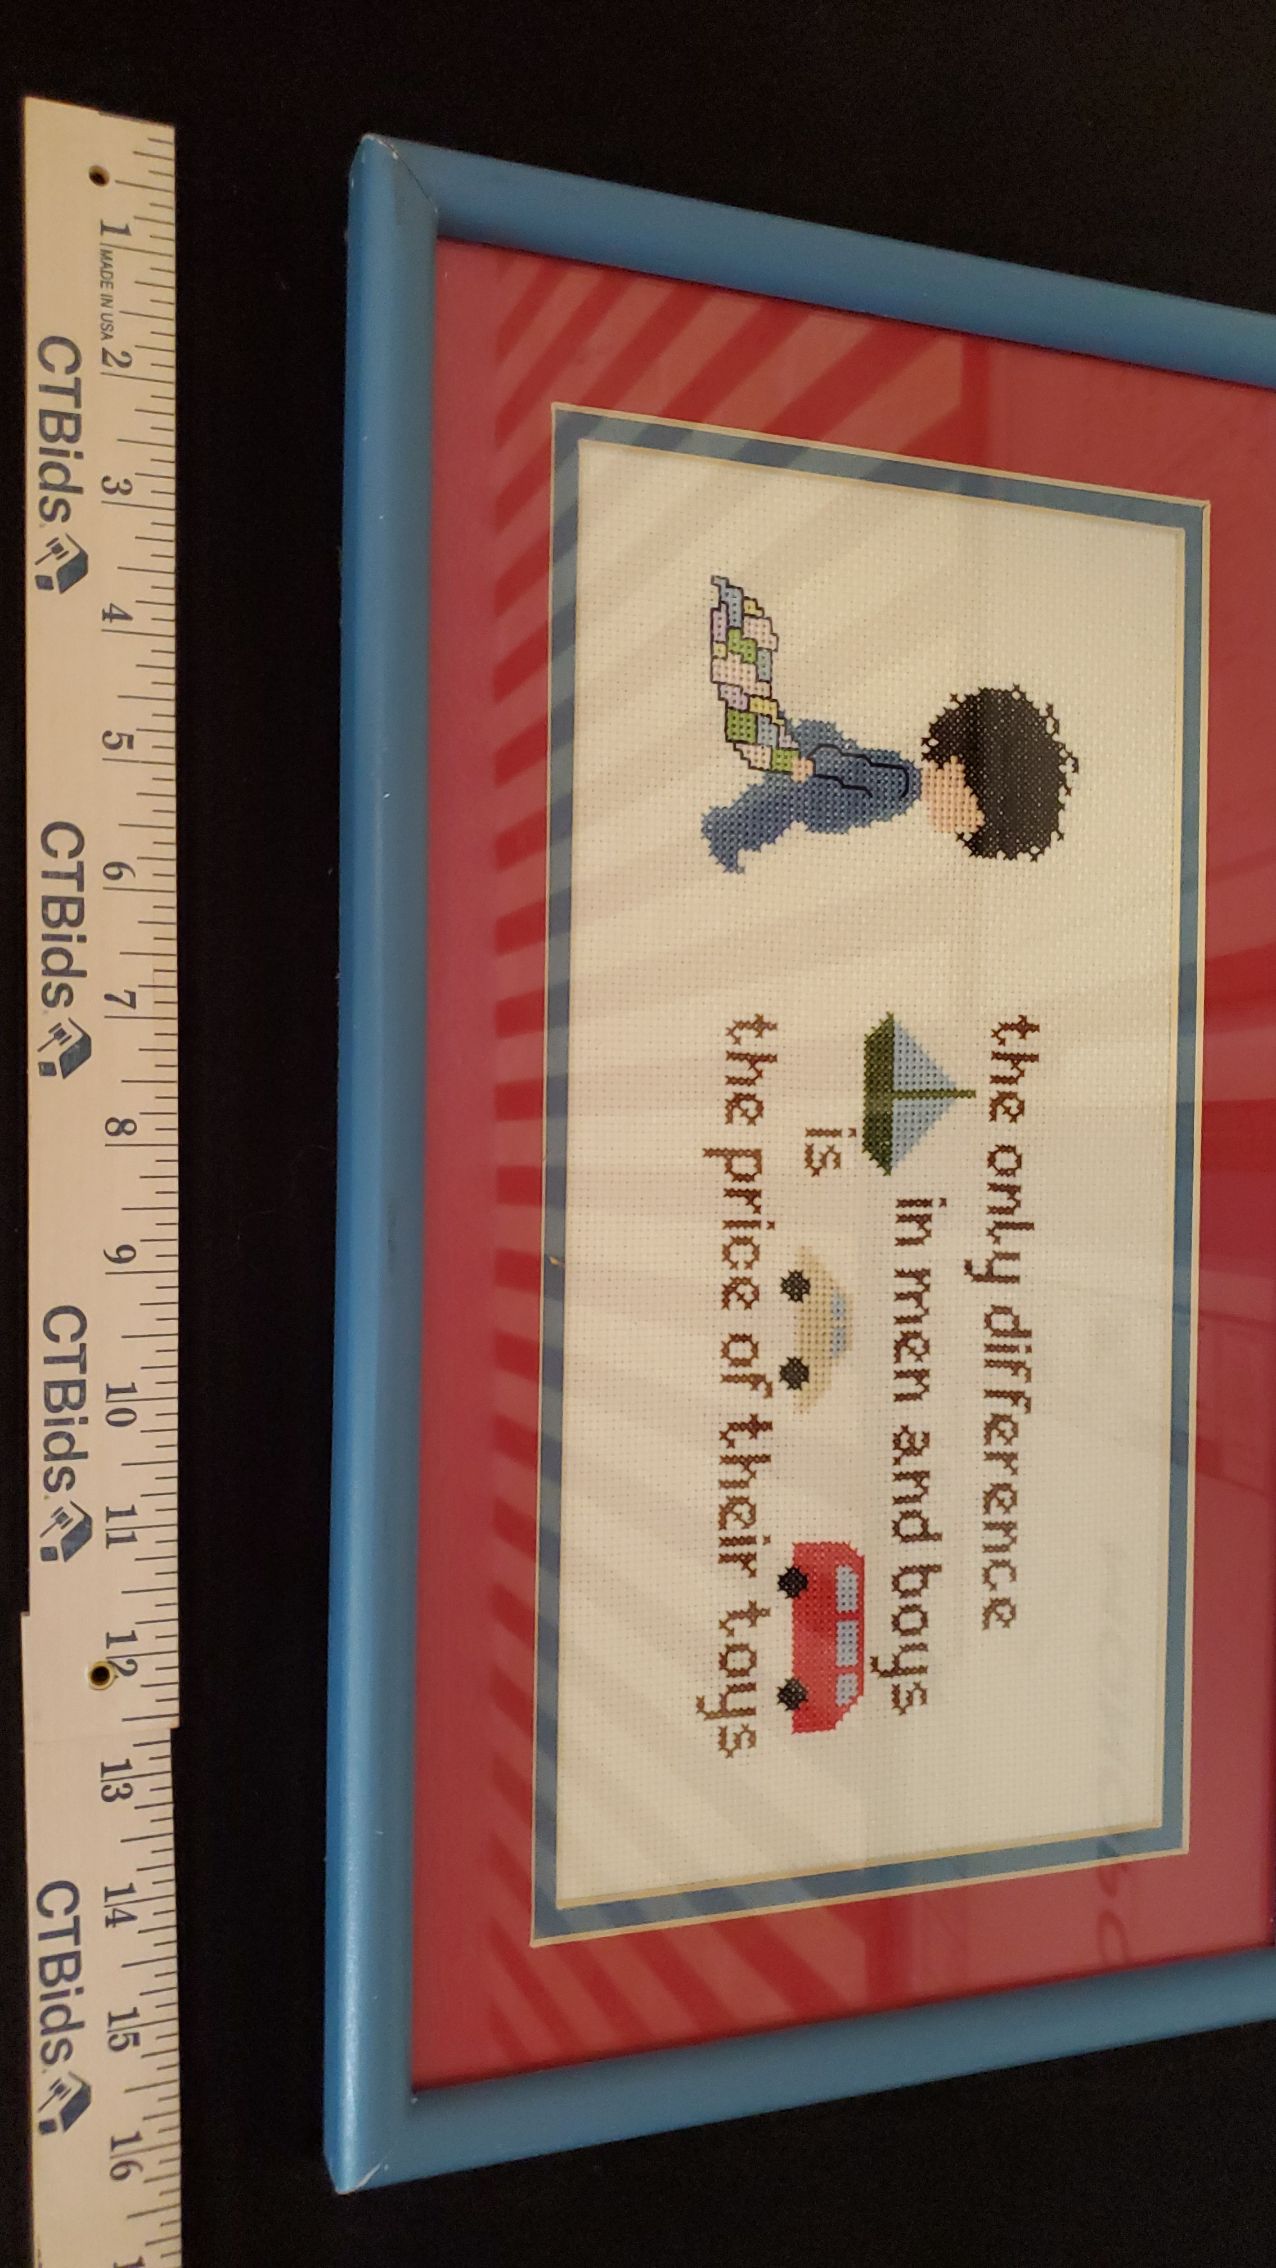 the only difference
in men and boys
is
the price of their toys
1 2 3 4 5 6 7 8 9 10 11 12 13 14 15 16
MADE IN USA
CTBids
CTBids
CTBids
CTBids